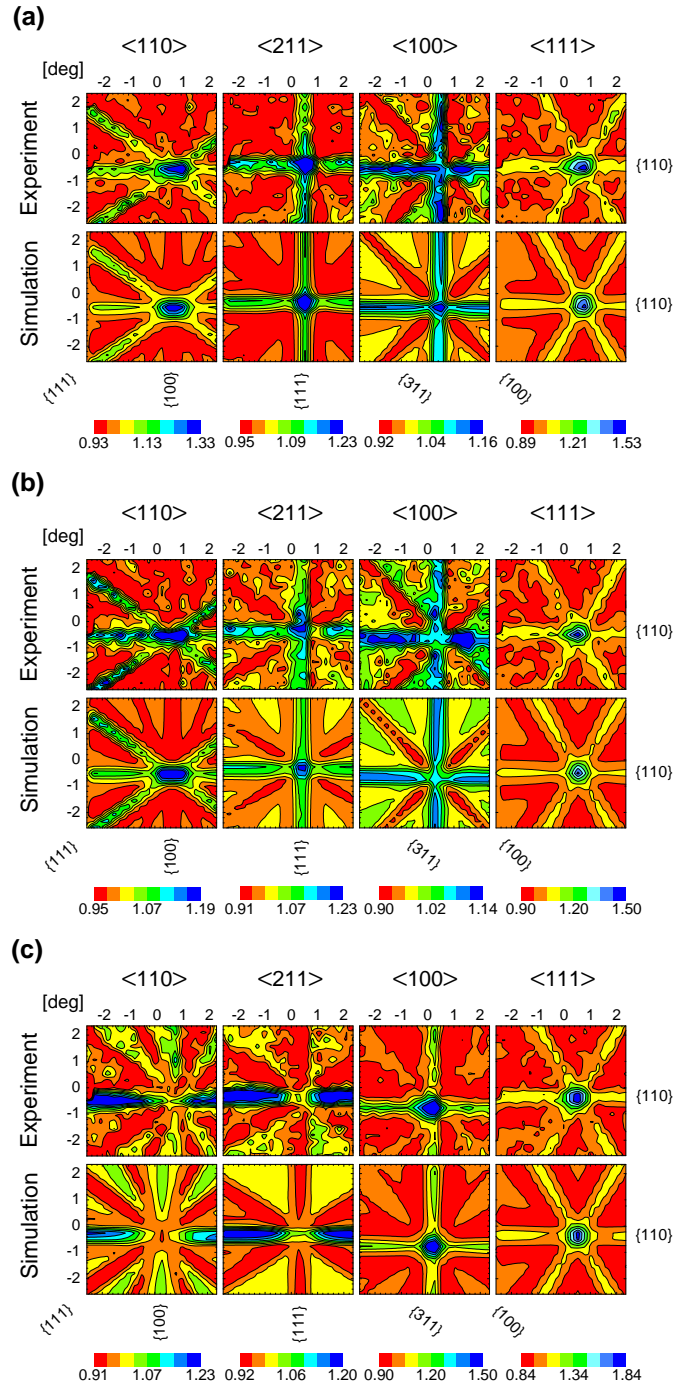 (a)
<110> <211> <100> <111>
[deg] -2 -1 0 1 2 -2 -1 0 1 2 -2 -1 0 1 2 -2 -1 0 1 2
Experiment
2
1
0
-1
-2
{110}
Simulation
2
1
0
-1
-2
{110}
{111} {100} {111} {311} {100}
0.93 1.13 1.33 0.95 1.09 1.23 0.92 1.04 1.16 0.89 1.21 1.53
(b)
<110> <211> <100> <111>
[deg] -2 -1 0 1 2 -2 -1 0 1 2 -2 -1 0 1 2 -2 -1 0 1 2
Experiment
2
1
0
-1
-2
{110}
Simulation
2
1
0
-1
-2
{110}
{111} {100} {111} {311} {100}
0.95 1.07 1.19 0.91 1.07 1.23 0.90 1.02 1.14 0.90 1.20 1.50
(c)
<110> <211> <100> <111>
[deg] -2 -1 0 1 2 -2 -1 0 1 2 -2 -1 0 1 2 -2 -1 0 1 2
Experiment
2
1
0
-1
-2
{110}
Simulation
2
1
0
-1
-2
{110}
{111} {100} {111} {311} {100}
0.91 1.07 1.23 0.92 1.06 1.20 0.90 1.20 1.50 0.84 1.34 1.84